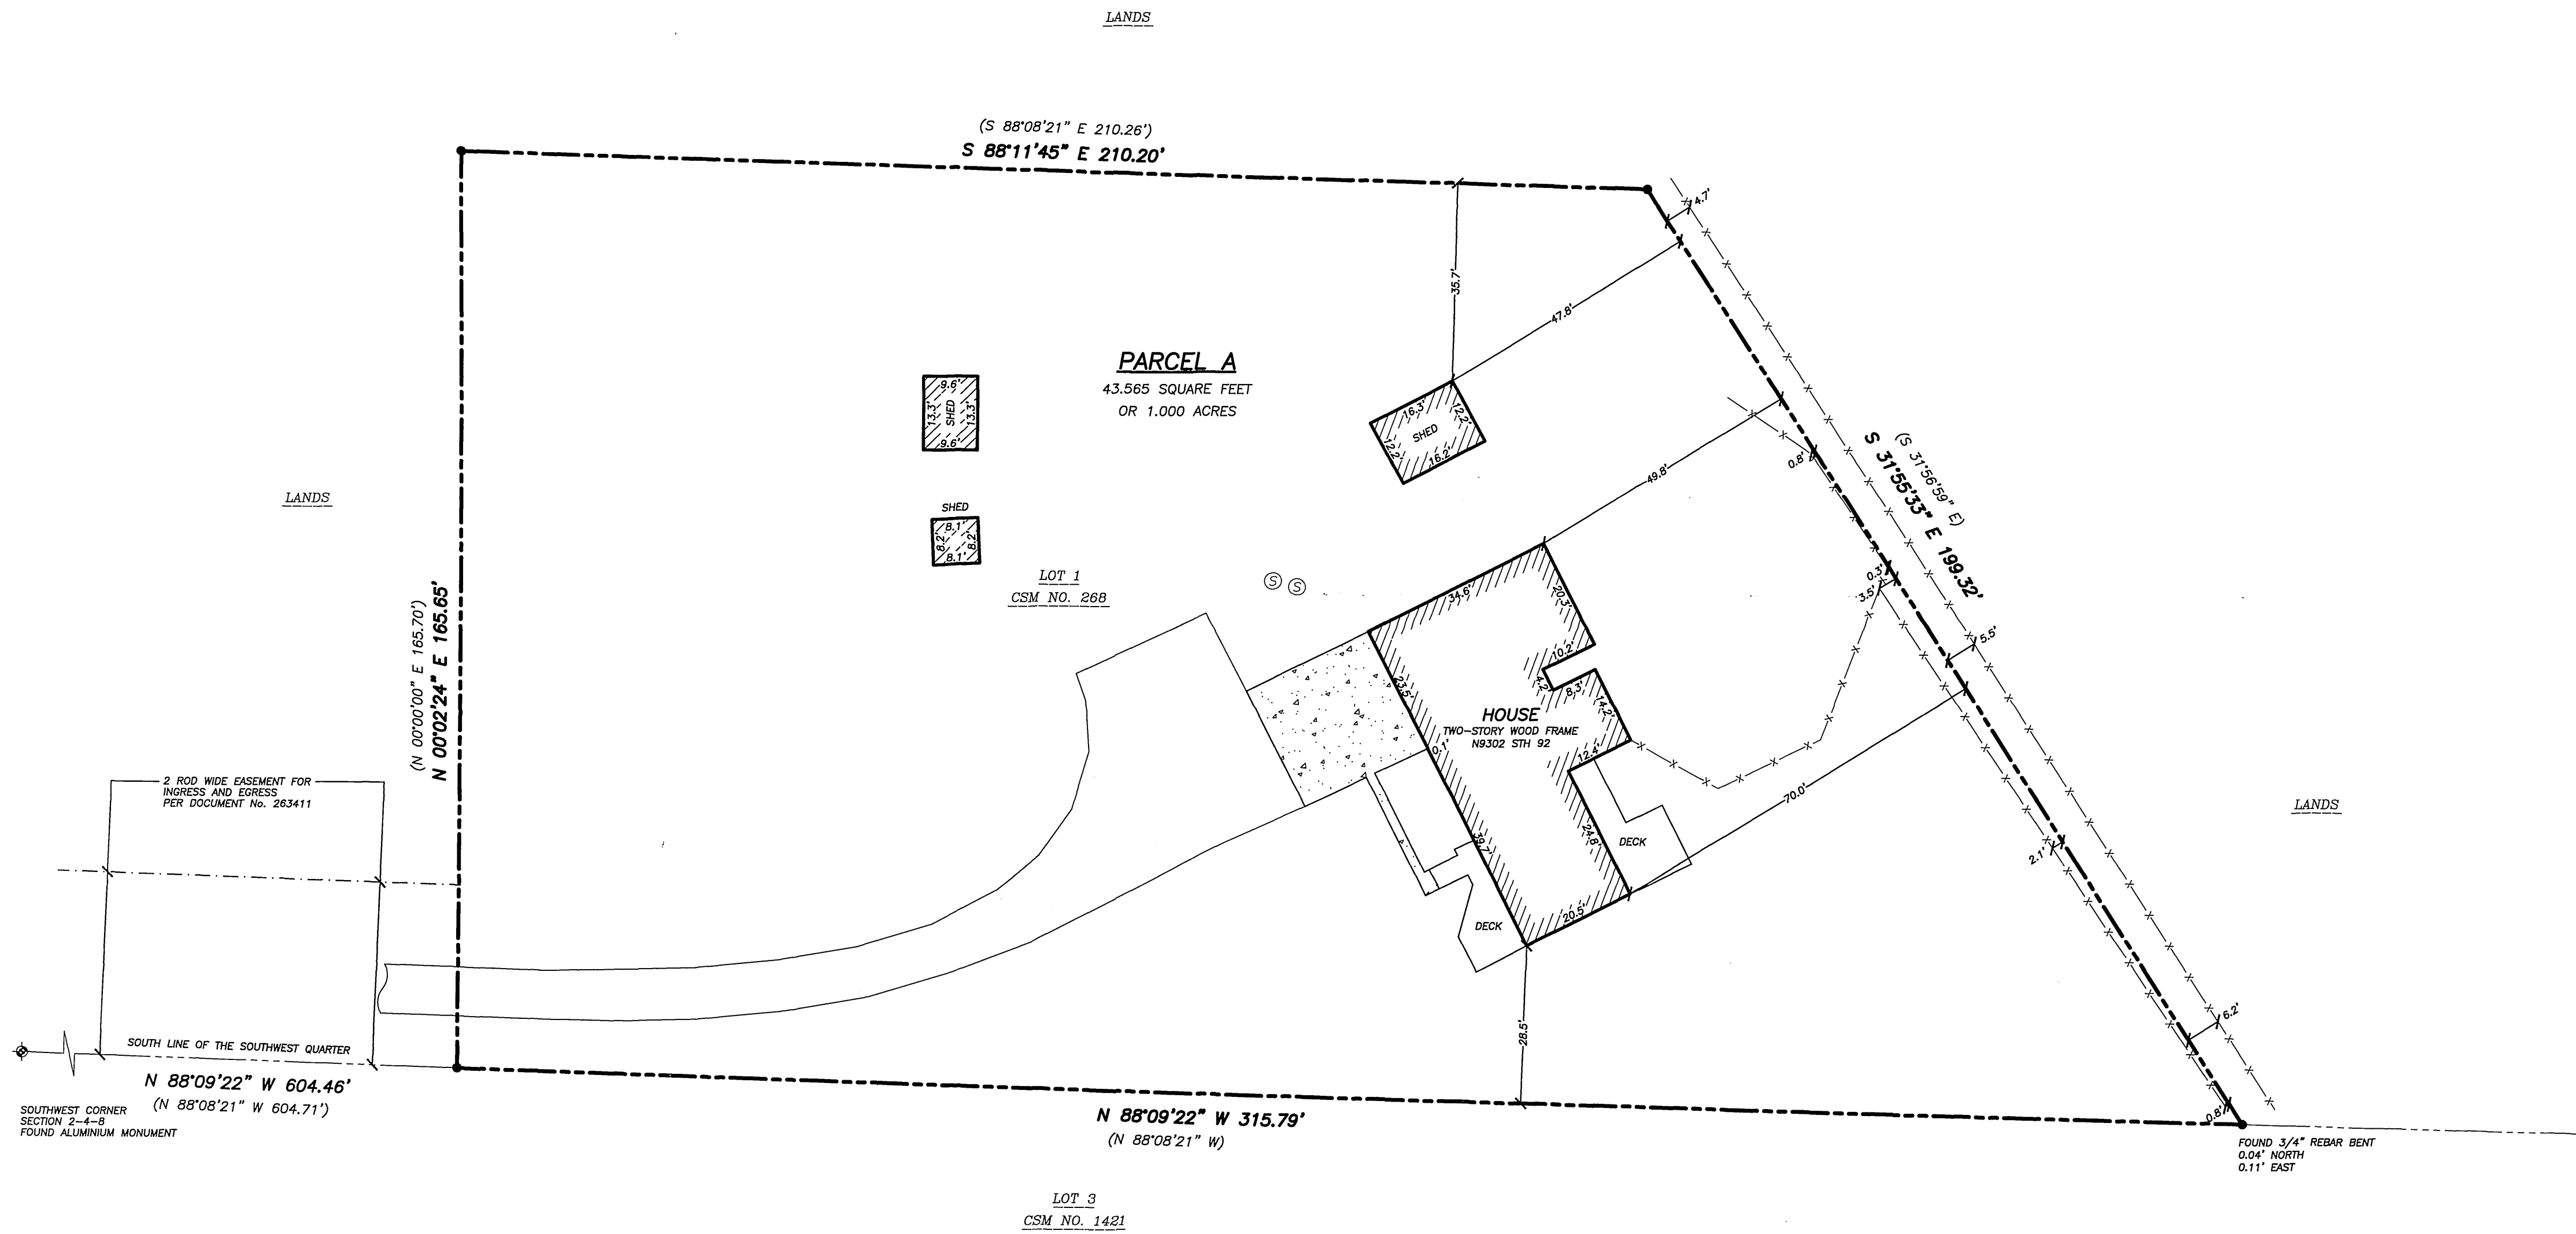 LANDS
(S 88°08'21" E 210.26')
S 88°11'45" E 210.20'
4.7'
35.7'
47.8'
PARCEL A
43.565 SQUARE FEET
OR 1.000 ACRES
9.6'
13.3'
SHED
13.3'
9.6'
16.3'
12.2'
SHED
12.2'
16.2'
49.8'
0.8'
(S 31°56'59" E)
S 31°55'33" E 199.32'
LANDS
SHED
8.1'
8.2'
8.2'
8.1'
LOT 1
CSM NO. 268
S
S
0.3'
3.5'
5.5'
34.6'
20.3'
10.2'
4.2'
8.3'
14.2'
23.5'
HOUSE
TWO-STORY WOOD FRAME
N9302 STH 92
0.1'
12.4'
(N 00°00'00" E 165.70')
N 00°02'24" E 165.65'
2 ROD WIDE EASEMENT FOR
INGRESS AND EGRESS
PER DOCUMENT No. 263411
70.0'
LANDS
39.7'
24.8'
DECK
2.1'
20.5'
DECK
28.5'
6.2'
0.8'
SOUTH LINE OF THE SOUTHWEST QUARTER
N 88°09'22" W 604.46'
(N 88°08'21" W 604.71')
SOUTHWEST CORNER
SECTION 2-4-8
FOUND ALUMINIUM MONUMENT
N 88°09'22" W 315.79'
(N 88°08'21" W)
FOUND 3/4" REBAR BENT
0.04' NORTH
0.11' EAST
LOT 3
CSM NO. 1421